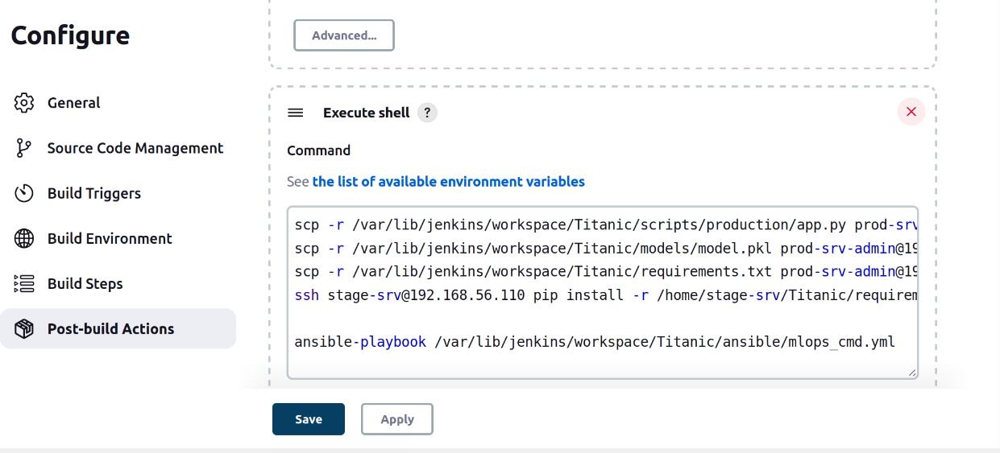 Configure
General
Source Code Management
Build Triggers
Build Environment
Build Steps
Post-build Actions
Advanced...
Execute shell ?
Command
See the list of available environment variables
scp -r /var/lib/jenkins/workspace/Titanic/scripts/production/app.py prod-srv
scp -r /var/lib/jenkins/workspace/Titanic/models/model.pkl prod-srv-admin@19
scp -r /var/lib/jenkins/workspace/Titanic/requirements.txt prod-srv-admin@19
ssh stage-srv@192.168.56.110 pip install -r /home/stage-srv/Titanic/requirem
ansible-playbook /var/lib/jenkins/workspace/Titanic/ansible/mlops_cmd.yml
Save
Apply